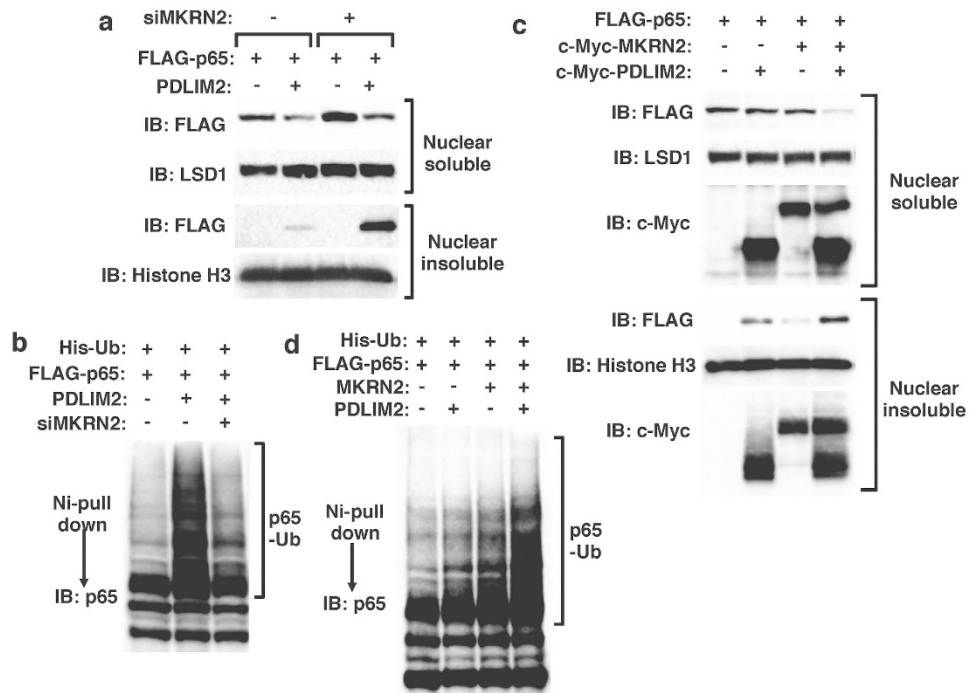 a
siMKRN2: - +
FLAG-p65: + + + +
PDLIM2: - + - +
IB: FLAG
IB: LSD1
Nuclear
soluble
IB: FLAG
IB: Histone H3
Nuclear
insoluble
b
His-Ub: + + +
FLAG-p65: + + +
PDLIM2: - + +
siMKRN2: - - +
Ni-pull
down
IB: p65
p65
-Ub
c
FLAG-p65: + + + +
c-Myc-MKRN2: - - + +
c-Myc-PDLIM2: - + - +
IB: FLAG
IB: LSD1
IB: c-Myc
Nuclear
soluble
IB: FLAG
IB: Histone H3
IB: c-Myc
Nuclear
insoluble
d
His-Ub: + + + +
FLAG-p65: + + + +
MKRN2: - - + +
PDLIM2: - + - +
Ni-pull
down
IB: p65
p65
-Ub